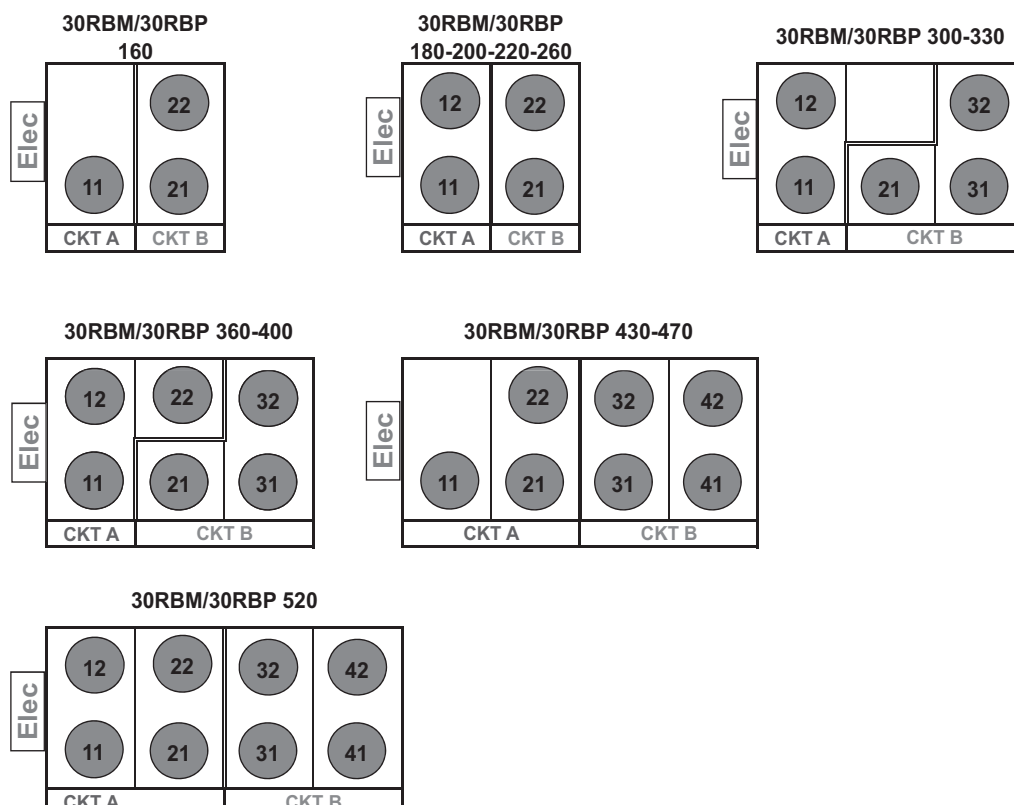 30RBM/30RBP
160
Elec
22
11
21
CKT A
CKT B
30RBM/30RBP
180-200-220-260
Elec
12
22
11
21
CKT A
CKT B
30RBM/30RBP 300-330
Elec
12
32
11
21
31
CKT A
CKT B
30RBM/30RBP 360-400
Elec
12
22
32
11
21
31
CKT A
CKT B
30RBM/30RBP 430-470
Elec
22
32
42
11
21
31
41
CKT A
CKT B
30RBM/30RBP 520
Elec
12
22
32
42
11
21
31
41
CKT A
CKT B